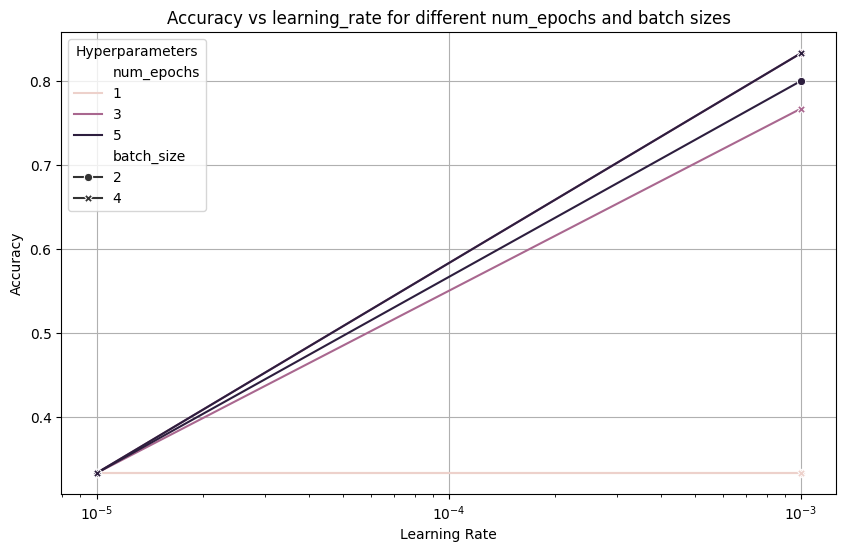 Accuracy vs learning_rate for different num_epochs and batch sizes
Hyperparameters
num_epochs
1
3
5
batch_size
2
4
0.8
0.7
0.6
0.5
0.4
Accuracy
10⁻⁵
10⁻⁴
10⁻³
Learning Rate